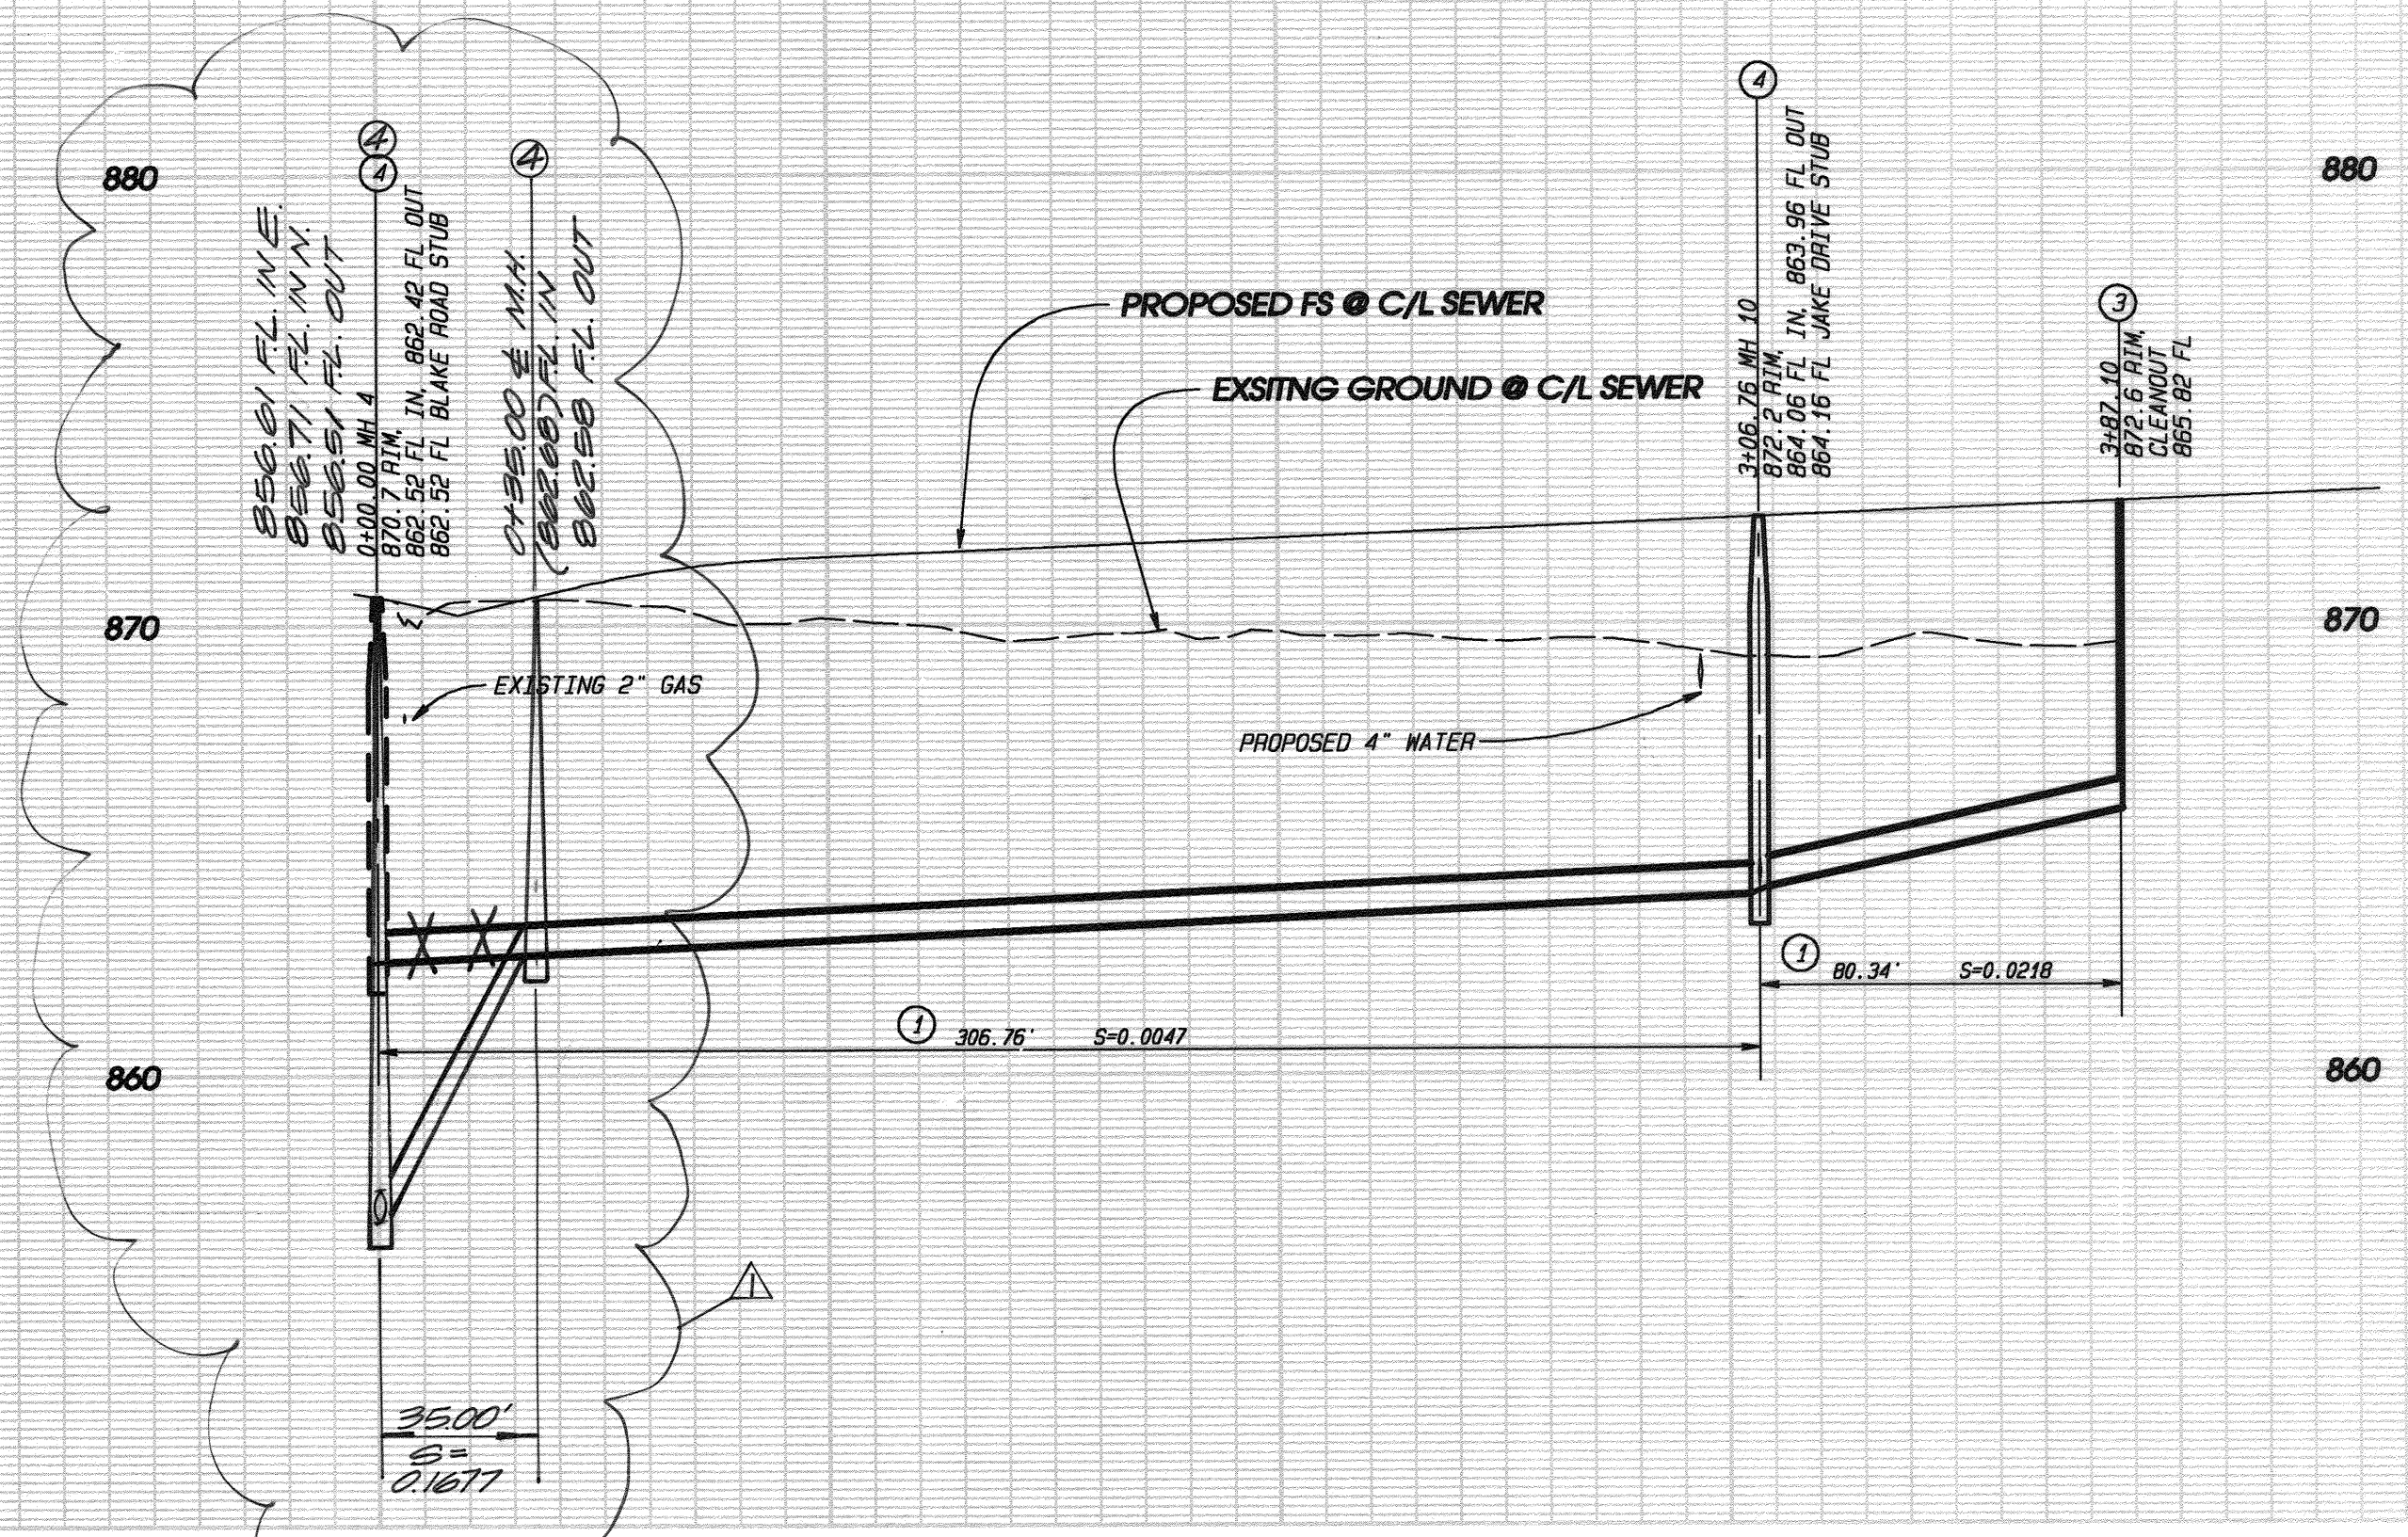 880
880
870
870
860
860
4
4
856.61 F.L. IN E.
856.71 F.L. IN N.
856.51 F.L. OUT
0+00.00 MH 4
870.7 RIM,
862.52 FL IN, 862.42 FL OUT
862.52 FL BLAKE ROAD STUB
4
0+35.00 ℄ M.H.
(862.68) F.L. IN
862.58 F.L. OUT
PROPOSED FS @ C/L SEWER
EXSITNG GROUND @ C/L SEWER
4
3+06.76 MH 10
872.2 RIM,
864.06 FL IN, 863.96 FL OUT
864.16 FL JAKE DRIVE STUB
3
3+87.10
872.6 RIM,
CLEANOUT
865.82 FL
EXISTING 2" GAS
PROPOSED 4" WATER
1 80.34' S=0.0218
1 306.76' S=0.0047
1
35.00'
S=
0.1677